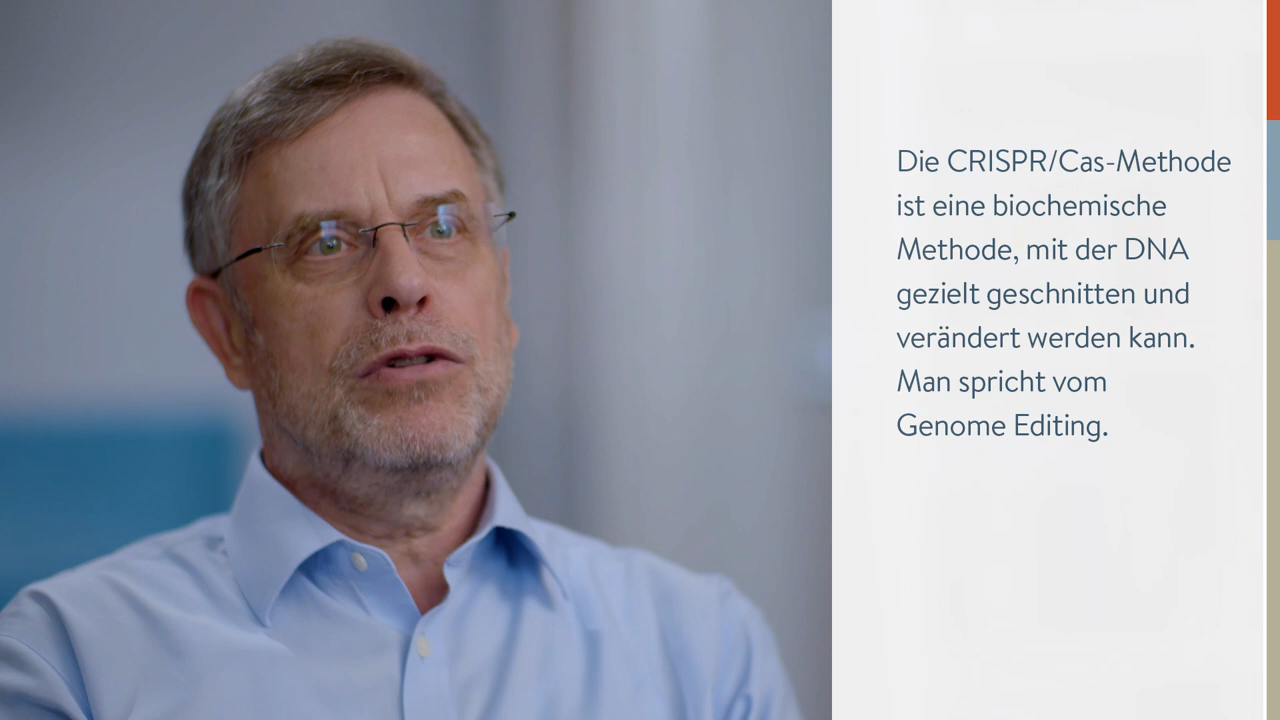 Die CRISPR/Cas-Methode
ist eine biochemische
Methode, mit der DNA
gezielt geschnitten und
verändert werden kann.
Man spricht vom
Genome Editing.